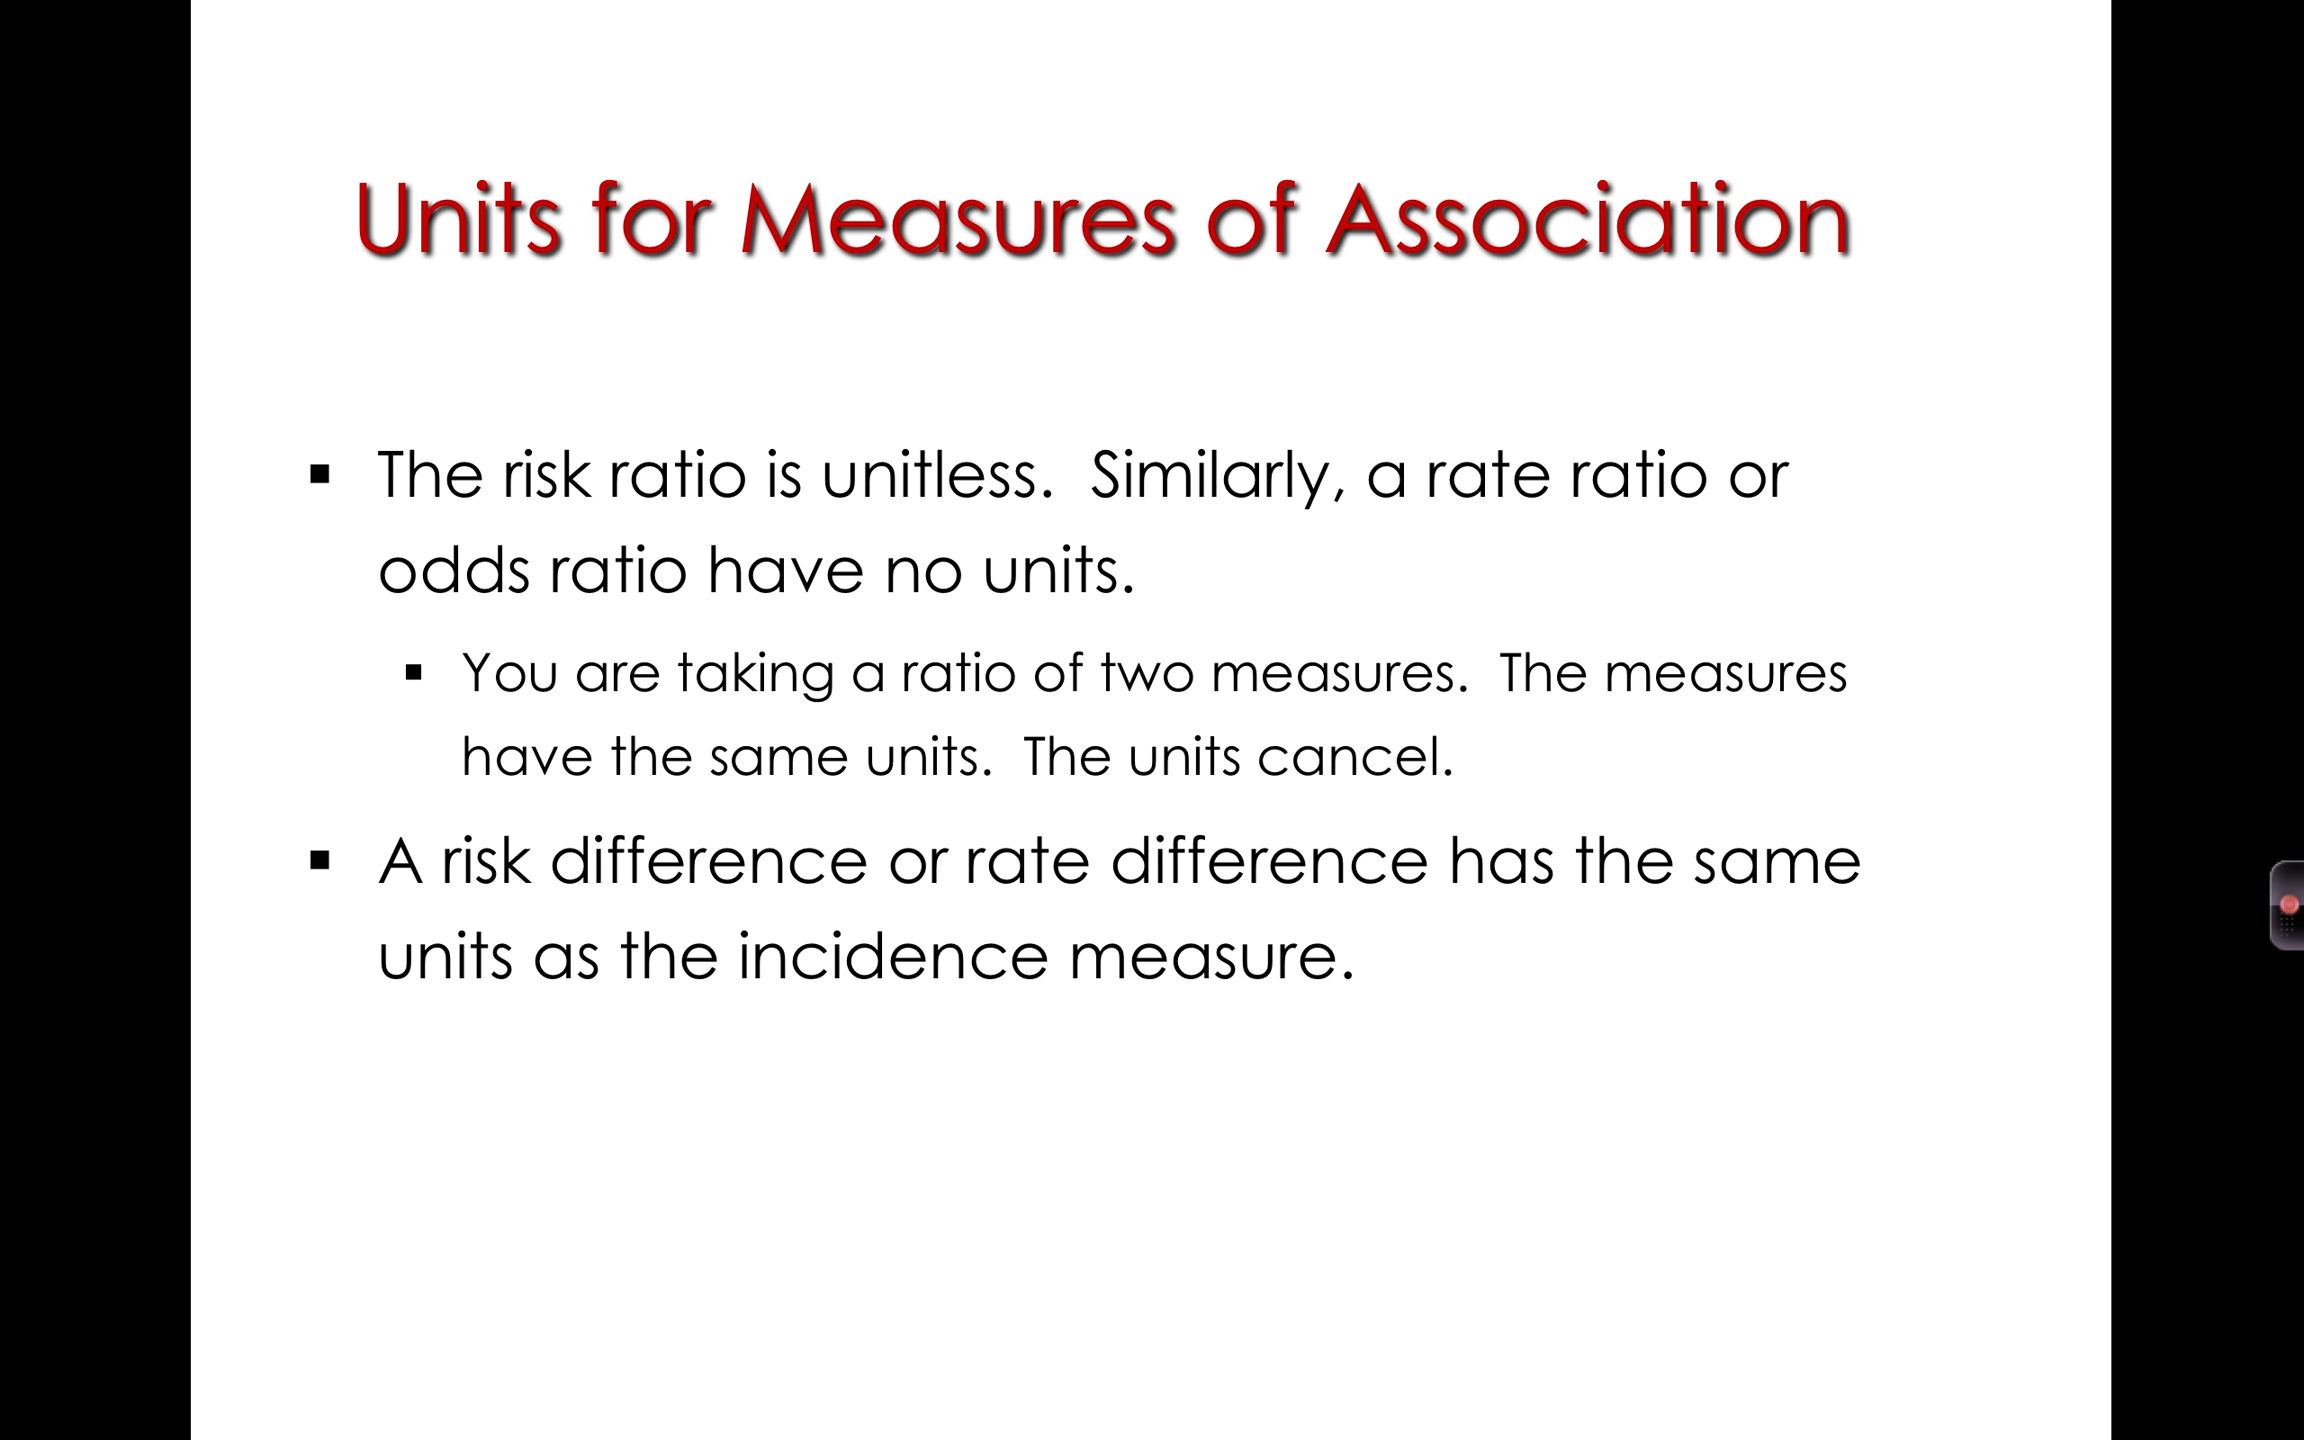 Units for Measures of Association
▪ The risk ratio is unitless.  Similarly, a rate ratio or
odds ratio have no units.
▪ You are taking a ratio of two measures.  The measures
have the same units.  The units cancel.
▪ A risk difference or rate difference has the same
units as the incidence measure.